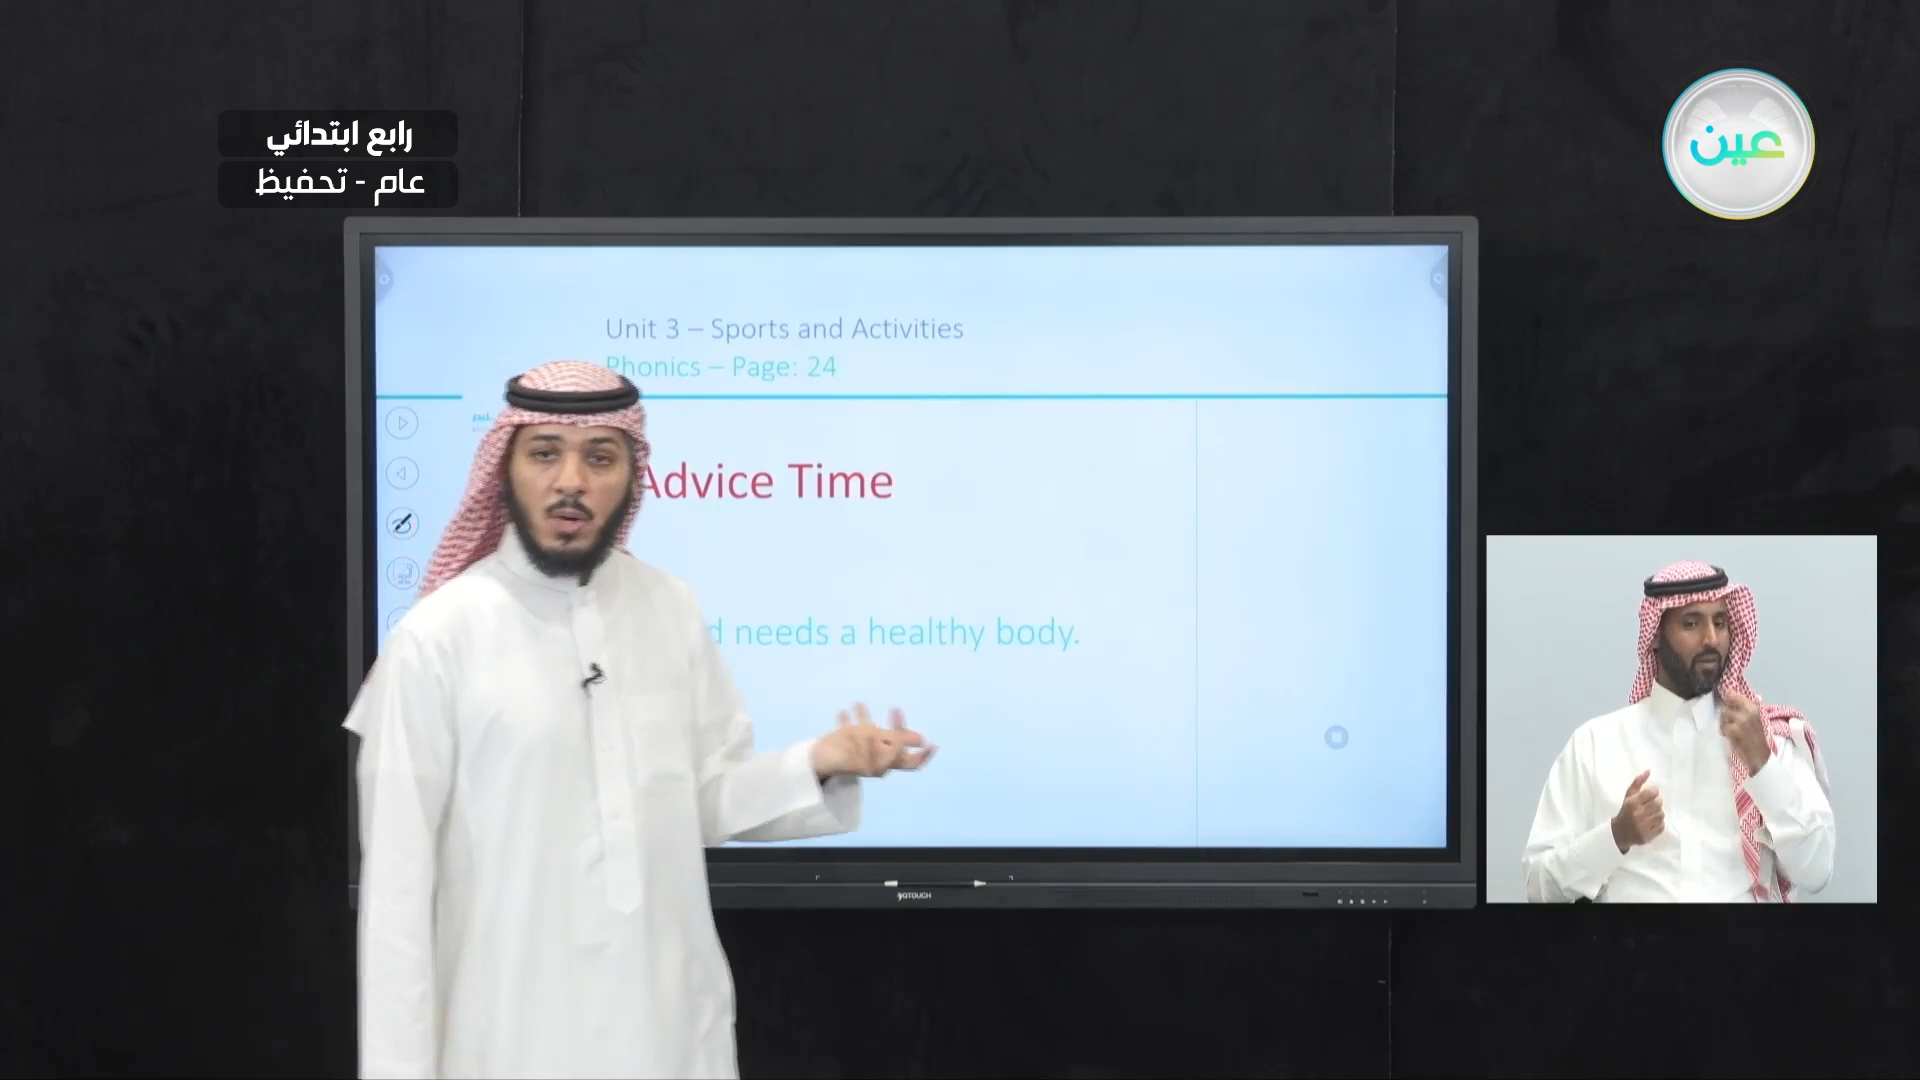 رابع ابتدائي
عام - تحفيظ
عين
Unit 3 – Sports and Activities
Phonics – Page: 24
Advice Time
needs a healthy body.